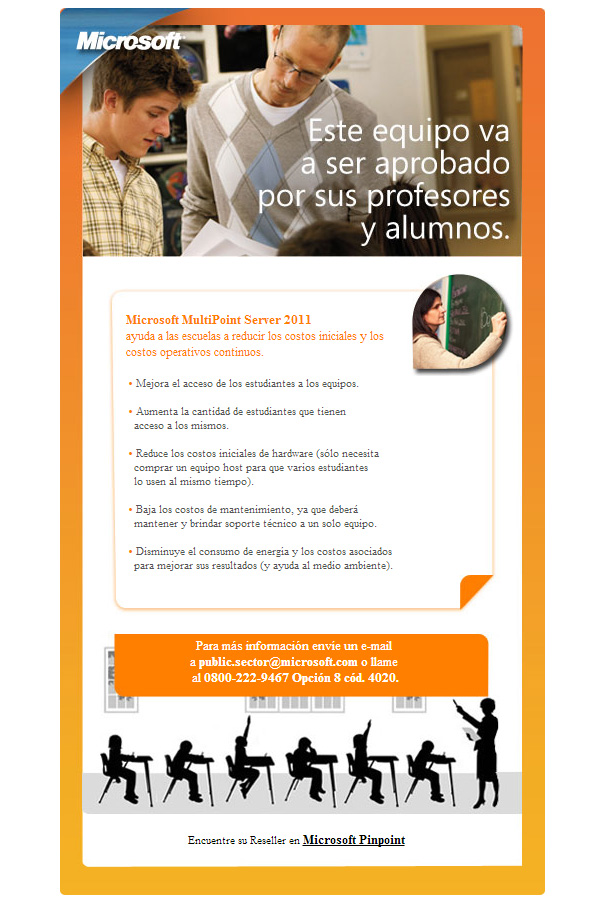 Microsoft
Este equipo va
a ser aprobado
por sus profesores
y alumnos.
Microsoft MultiPoint Server 2011
ayuda a las escuelas a reducir los costos iniciales y los
costos operativos continuos.
• Mejora el acceso de los estudiantes a los equipos.
• Aumenta la cantidad de estudiantes que tienen
acceso a los mismos.
• Reduce los costos iniciales de hardware (sólo necesita
comprar un equipo host para que varios estudiantes
lo usen al mismo tiempo).
• Baja los costos de mantenimiento, ya que deberá
mantener y brindar soporte técnico a un solo equipo.
• Disminuye el consumo de energía y los costos asociados
para mejorar sus resultados (y ayuda al medio ambiente).
Para más información envíe un e-mail
a public.sector@microsoft.com o llame
al 0800-222-9467 Opción 8 cód. 4020.
Encuentre su Reseller en Microsoft Pinpoint